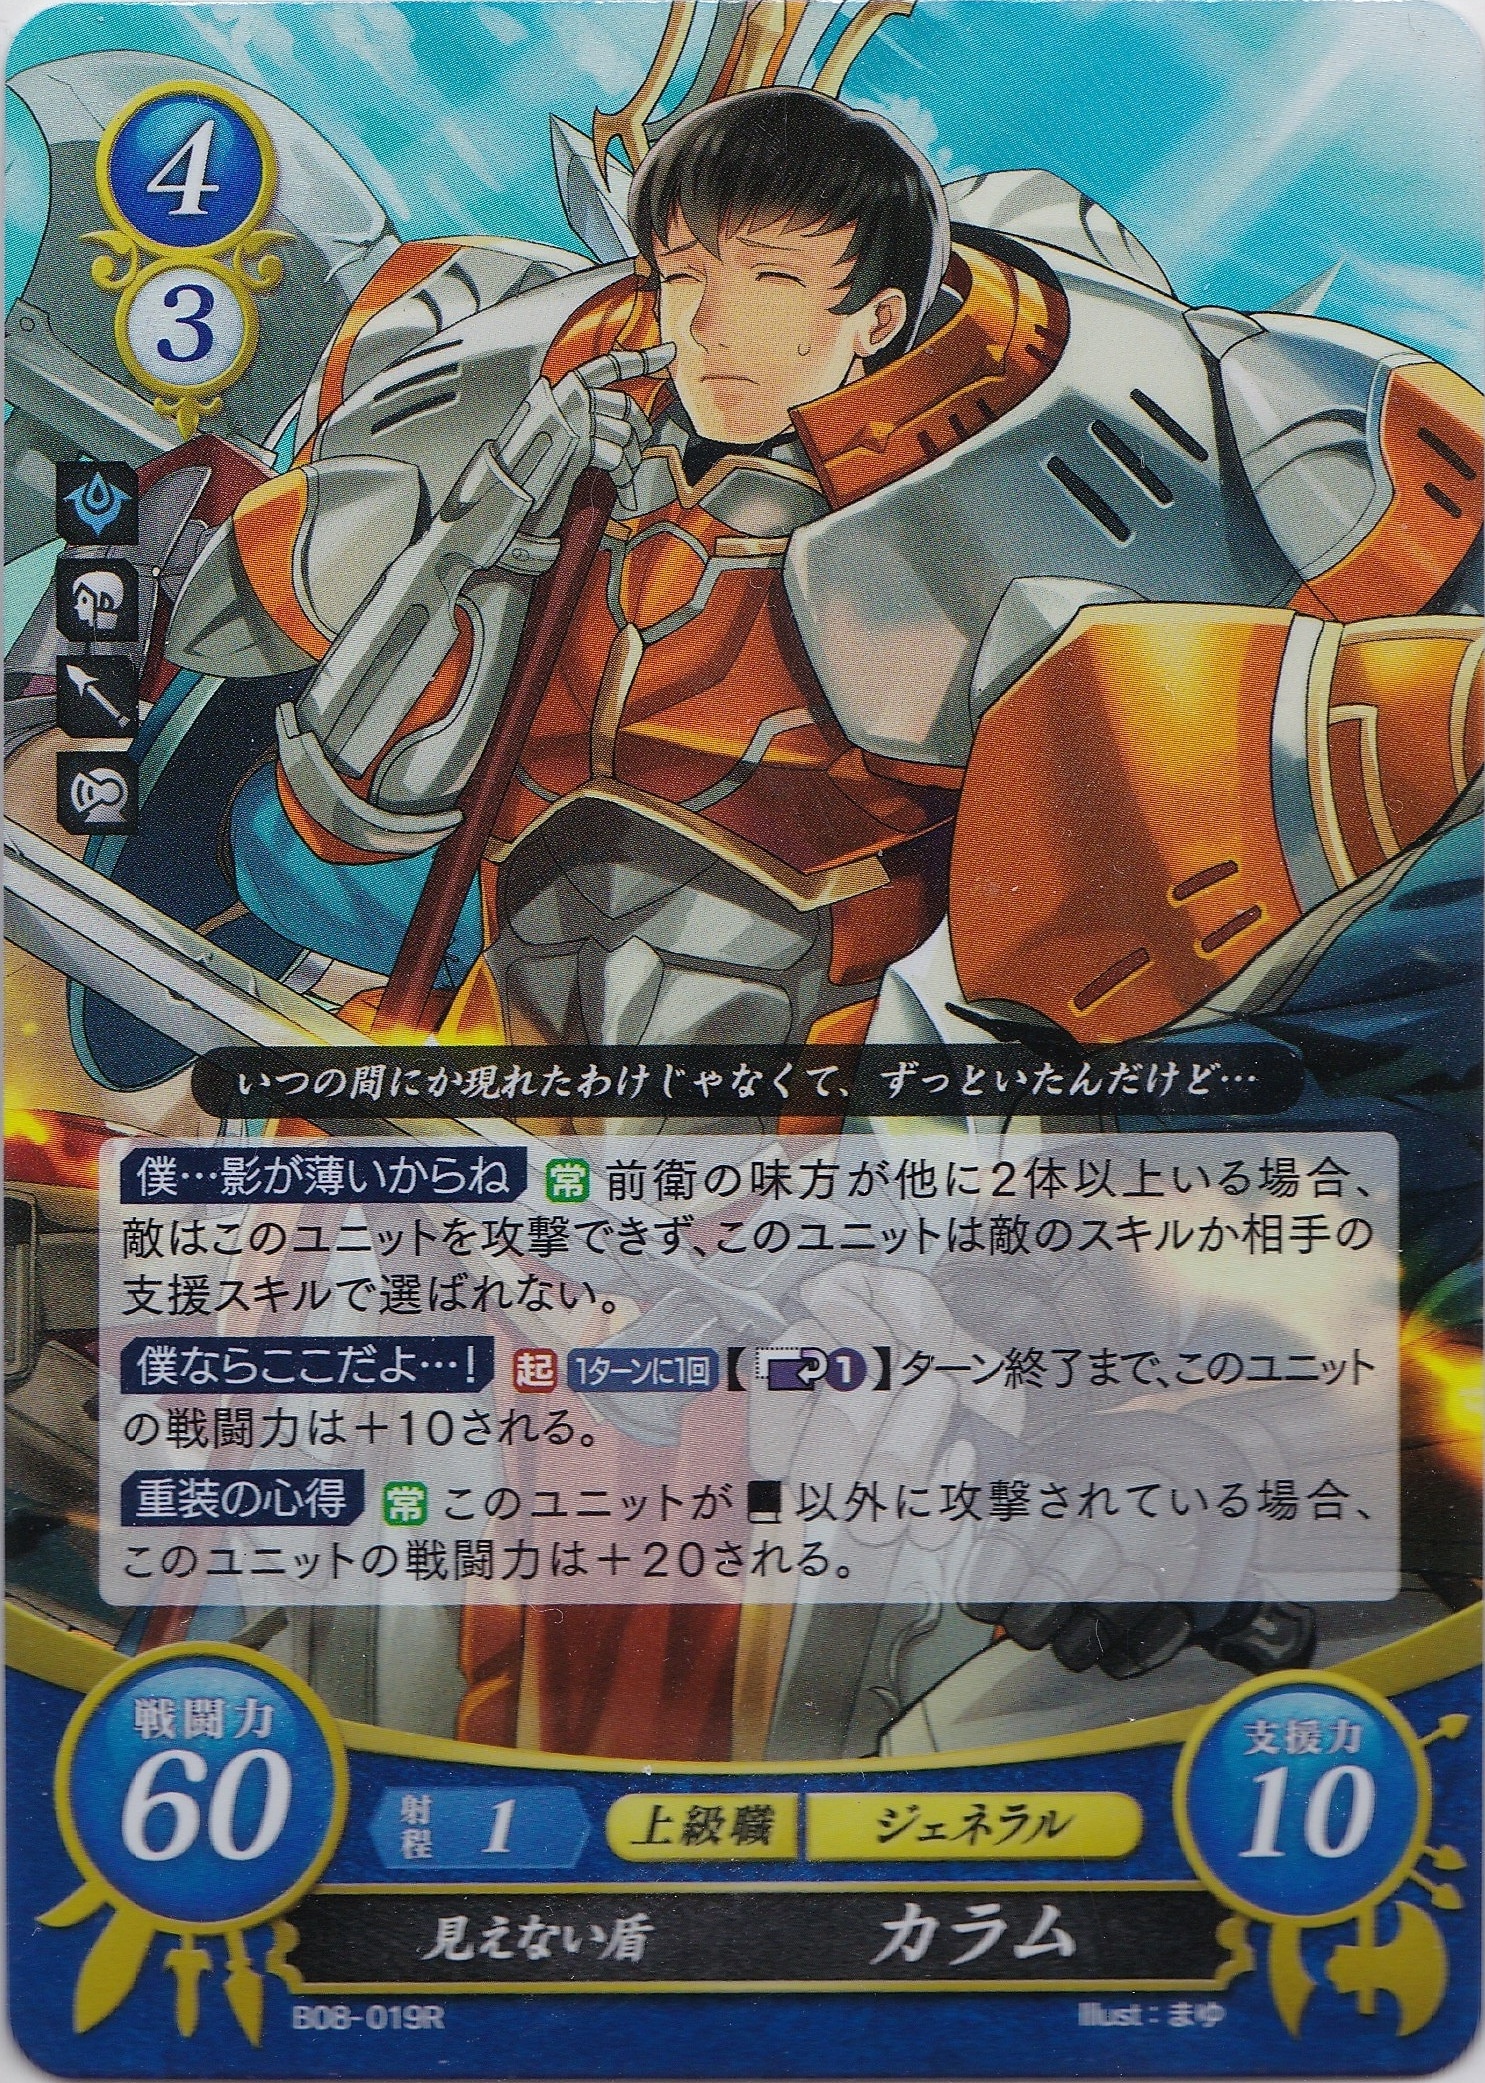 4
3
いつの間にか現れたわけじゃなくて、ずっといたんだけど…
僕…影が薄いからね 常 前衛の味方が他に2体以上いる場合、
敵はこのユニットを攻撃できず、このユニットは敵のスキルか相手の
支援スキルで選ばれない。
僕ならここだよ…! 起 1ターンに1回【1】ターン終了まで、このユニット
の戦闘力は+10される。
重装の心得 常 このユニットが以外に攻撃されている場合、
このユニットの戦闘力は+20される。
戦闘力
60
射程 1
上級職 ジェネラル
支援力
10
見えない盾 カラム
B08-019R
Illust:まゆ